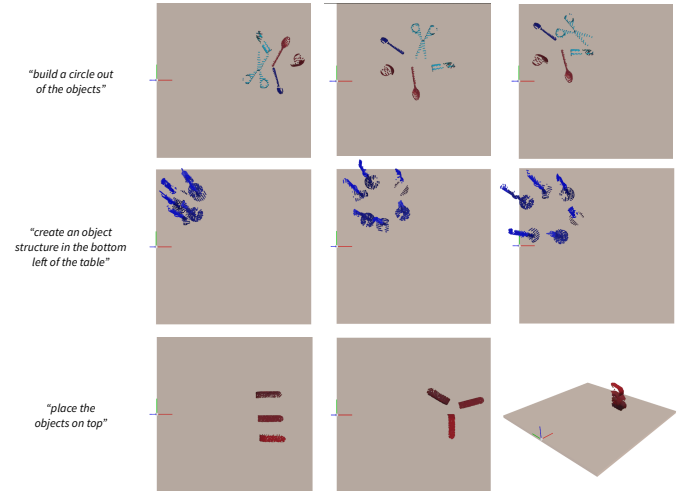 “build a circle out
of the objects”
“create an object
structure in the bottom
left of the table”
“place the
objects on top”